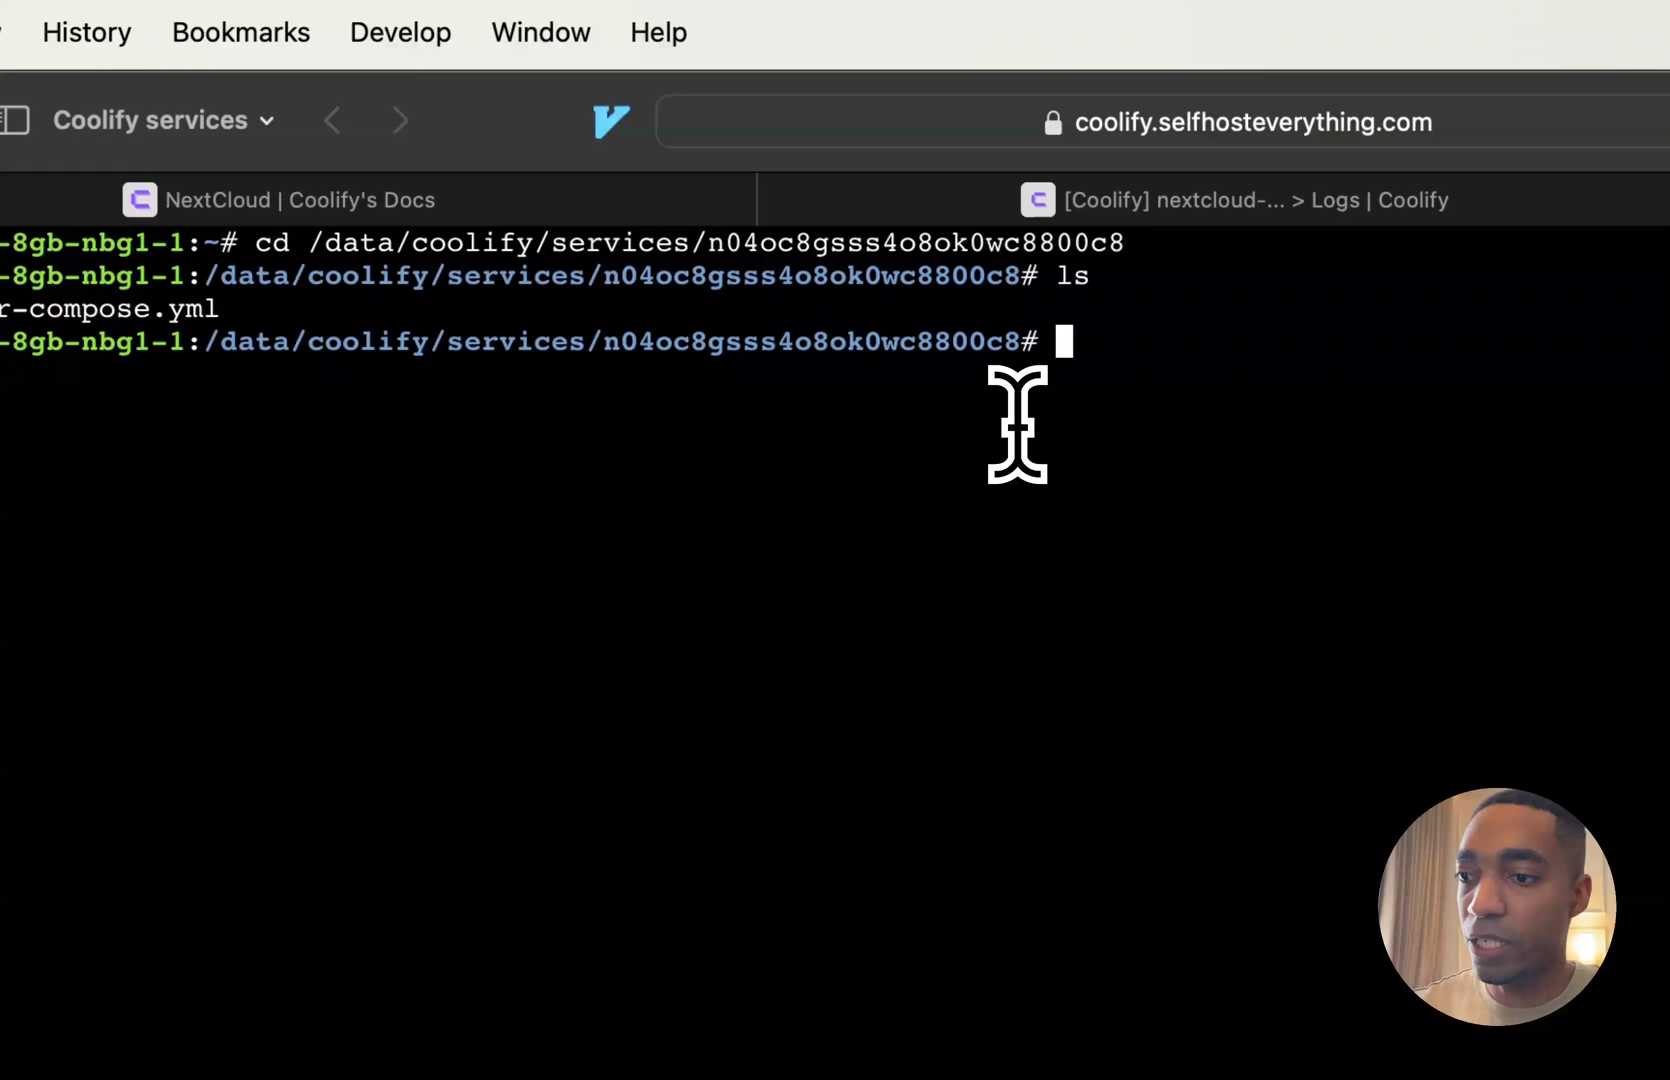 History Bookmarks Develop Window Help
Coolify services coolify.selfhosteverything.com
NextCloud | Coolify's Docs [Coolify] nextcloud-... > Logs | Coolify
-8gb-nbg1-1:~# cd /data/coolify/services/n04oc8gsss4o8ok0wc8800c8
-8gb-nbg1-1:/data/coolify/services/n04oc8gsss4o8ok0wc8800c8# ls
r-compose.yml
-8gb-nbg1-1:/data/coolify/services/n04oc8gsss4o8ok0wc8800c8#